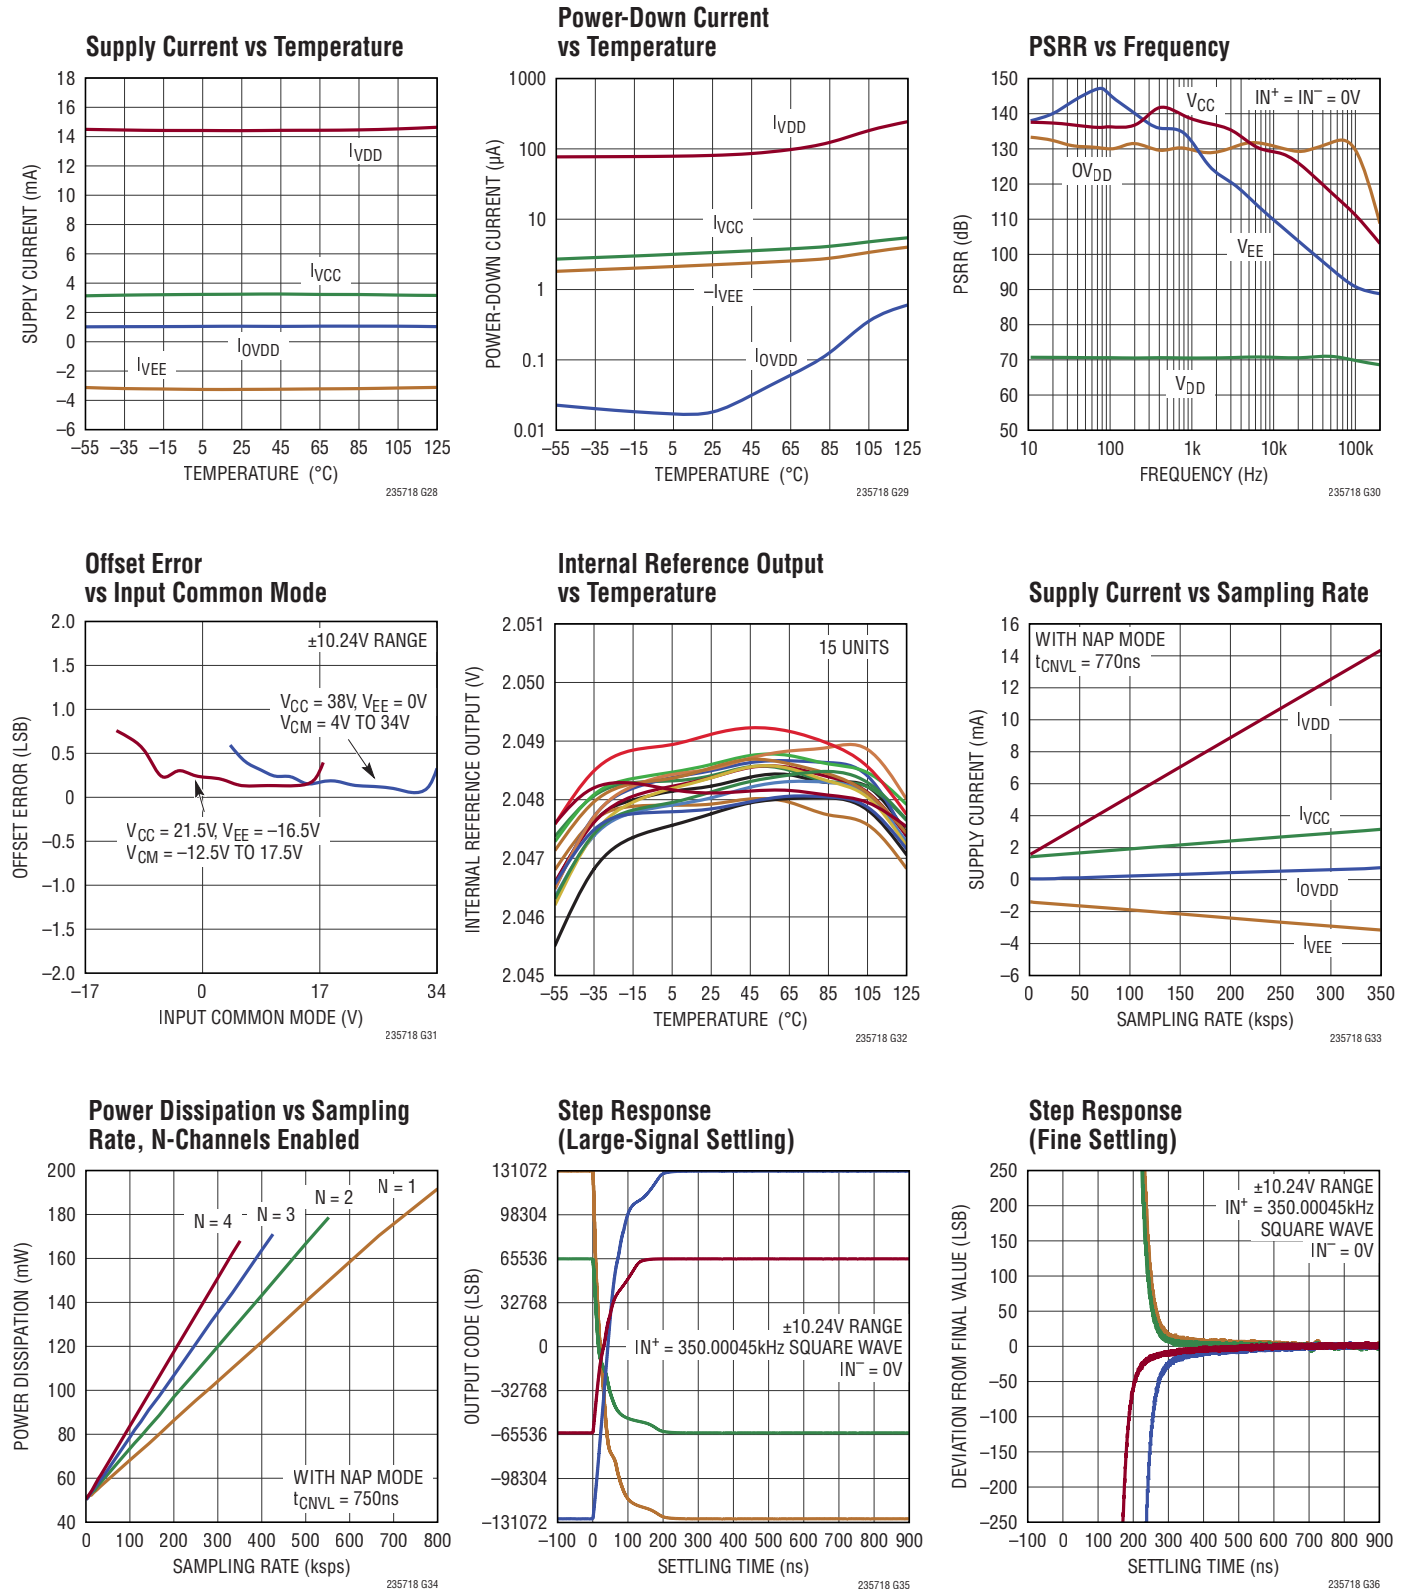 Supply Current vs Temperature
18
16
14
12
10
8
6
4
2
0
–2
–4
–6
SUPPLY CURRENT (mA)
IVDD
IVCC
IOVDD
IVEE
–55 –35 –15 5 25 45 65 85 105 125
TEMPERATURE (°C)
235718 G28
Power-Down Current
vs Temperature
1000
100
10
1
0.1
0.01
POWER-DOWN CURRENT (µA)
IVDD
IVCC
–IVEE
IOVDD
–55 –35 –15 5 25 45 65 85 105 125
TEMPERATURE (°C)
235718 G29
PSRR vs Frequency
150
140
130
120
110
100
90
80
70
60
50
PSRR (dB)
VCC
IN+ = IN– = 0V
OVDD
VEE
VDD
10 100 1k 10k 100k
FREQUENCY (Hz)
235718 G30
Offset Error
vs Input Common Mode
2.0
1.5
1.0
0.5
0
–0.5
–1.0
–1.5
–2.0
OFFSET ERROR (LSB)
±10.24V RANGE
VCC = 38V, VEE = 0V
VCM = 4V TO 34V
VCC = 21.5V, VEE = –16.5V
VCM = –12.5V TO 17.5V
–17 0 17 34
INPUT COMMON MODE (V)
235718 G31
Internal Reference Output
vs Temperature
2.051
2.050
2.049
2.048
2.047
2.046
2.045
INTERNAL REFERENCE OUTPUT (V)
15 UNITS
–55 –35 –15 5 25 45 65 85 105 125
TEMPERATURE (°C)
235718 G32
Supply Current vs Sampling Rate
16
14
12
10
8
6
4
2
0
–2
–4
–6
SUPPLY CURRENT (mA)
WITH NAP MODE
tCNVL = 770ns
IVDD
IVCC
IOVDD
IVEE
0 50 100 150 200 250 300 350
SAMPLING RATE (ksps)
235718 G33
Power Dissipation vs Sampling
Rate, N-Channels Enabled
200
180
160
140
120
100
80
60
40
POWER DISSIPATION (mW)
N = 1
N = 2
N = 3
N = 4
WITH NAP MODE
tCNVL = 750ns
0 100 200 300 400 500 600 700 800
SAMPLING RATE (ksps)
235718 G34
Step Response
(Large-Signal Settling)
131072
98304
65536
32768
0
–32768
–65536
–98304
–131072
OUTPUT CODE (LSB)
±10.24V RANGE
IN+ = 350.00045kHz SQUARE WAVE
IN– = 0V
–100 0 100 200 300 400 500 600 700 800 900
SETTLING TIME (ns)
235718 G35
Step Response
(Fine Settling)
250
200
150
100
50
0
–50
–100
–150
–200
–250
DEVIATION FROM FINAL VALUE (LSB)
±10.24V RANGE
IN+ = 350.00045kHz
SQUARE WAVE
IN– = 0V
–100 0 100 200 300 400 500 600 700 800 900
SETTLING TIME (ns)
235718 G36